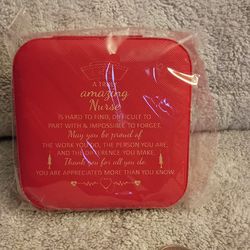 A TRULY
amazing
Nurse
IS HARD TO FIND, DIFFICULT TO
PART WITH & IMPOSSIBLE TO FORGET.
May you be proud of
THE WORK YOU DO, THE PERSON YOU ARE,
AND THE DIFFERENCE YOU MAKE.
Thank you for all you do.
YOU ARE APPRECIATED MORE THAN YOU KNOW